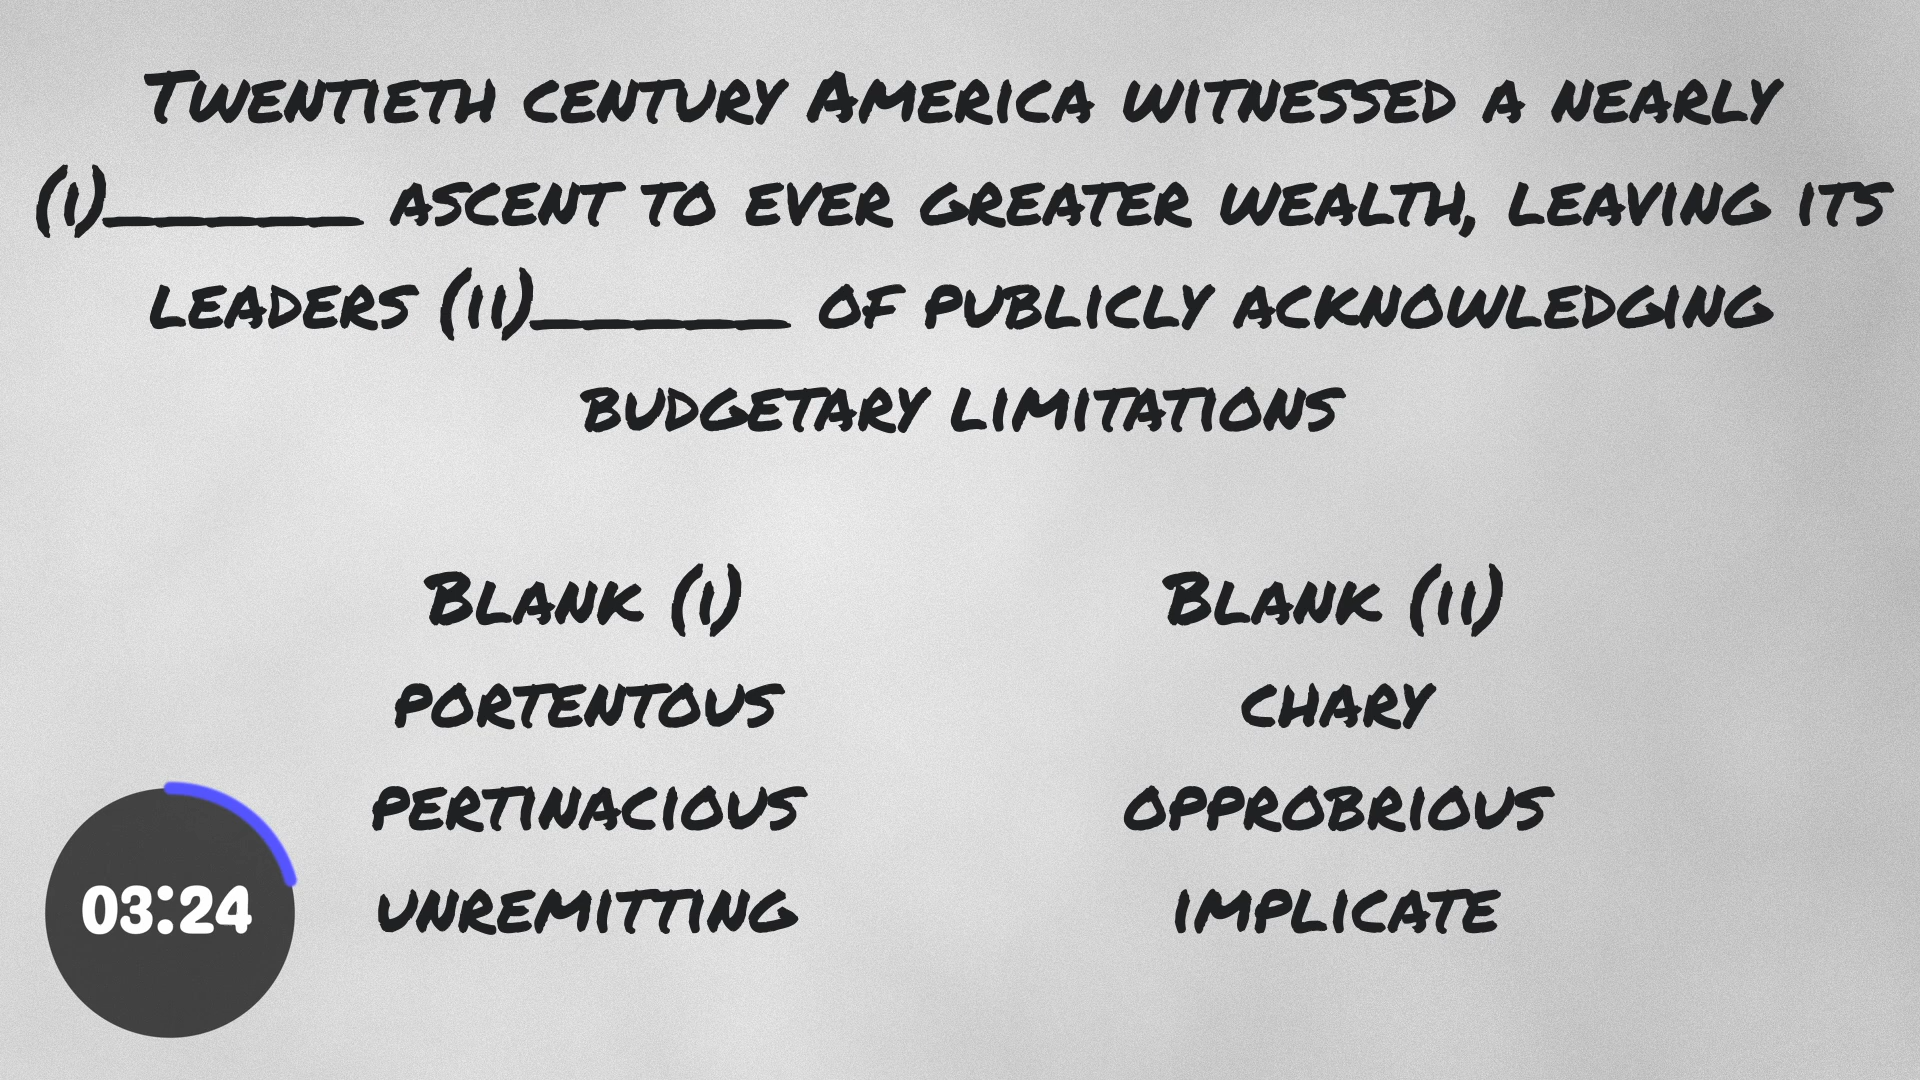 Twentieth century America witnessed a nearly
(i)______ ascent to ever greater wealth, leaving its
leaders (ii)______ of publicly acknowledging
budgetary limitations
Blank (i)
Blank (ii)
portentous
chary
pertinacious
opprobrious
unremitting
implicate
03:24